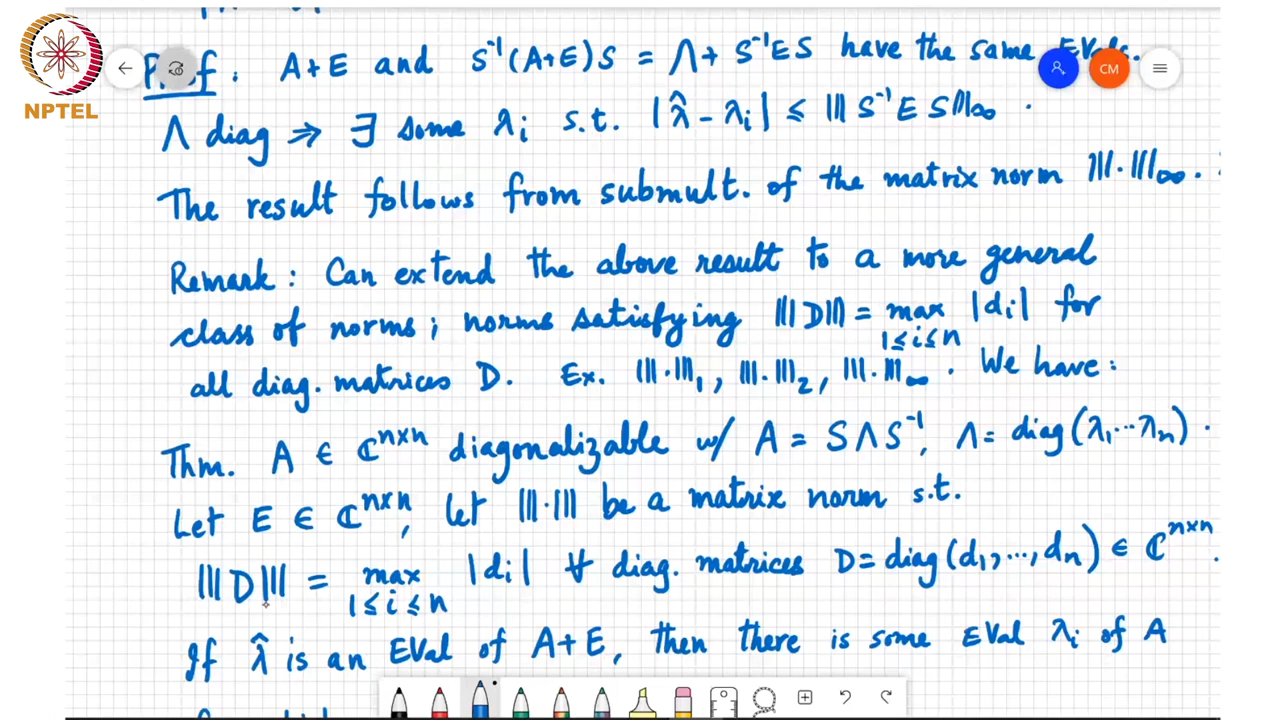 Proof : A+E and S⁻¹(A+E)S = Λ + S⁻¹ES have the same EVals.
NPTEL
CM
Λ diag ⇒ ∃ some λᵢ s.t. |λ̂ - λᵢ| ≤ |||S⁻¹ES|||∞ .
The result follows from submult. of the matrix norm |||·|||∞ .
Remark : Can extend the above result to a more general
class of norms ; norms satisfying |||D||| = max |dᵢ| for
1≤i≤n
all diag. matrices D. Ex. |||·|||₁, |||·|||₂, |||·|||∞ . We have :
Thm. A ∈ ℂⁿˣⁿ diagonalizable w/ A = SΛS⁻¹, Λ = diag(λ₁...λₙ) .
Let E ∈ ℂⁿˣⁿ, let |||·||| be a matrix norm s.t.
|||D||| = max |dᵢ| ∀ diag. matrices D = diag(d₁,...,dₙ) ∈ ℂⁿˣⁿ .
1≤i≤n
If λ̂ is an EVal of A+E, then there is some EVal λᵢ of A